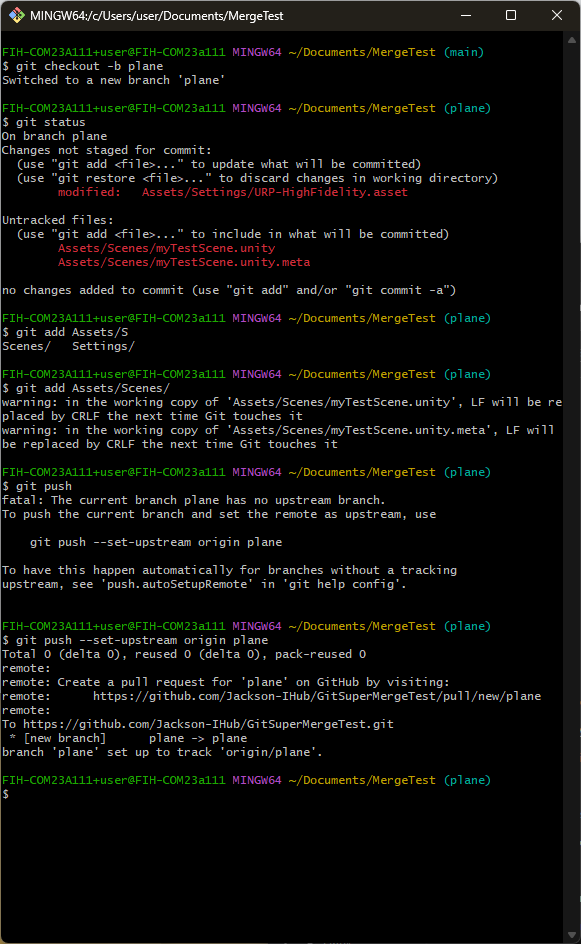 MINGW64:/c/Users/user/Documents/MergeTest
FIH-COM23A111+user@FIH-COM23a111 MINGW64 ~/Documents/MergeTest (main)
$ git checkout -b plane
Switched to a new branch 'plane'
FIH-COM23A111+user@FIH-COM23a111 MINGW64 ~/Documents/MergeTest (plane)
$ git status
On branch plane
Changes not staged for commit:
  (use "git add <file>..." to update what will be committed)
  (use "git restore <file>..." to discard changes in working directory)
        modified:   Assets/Settings/URP-HighFidelity.asset
Untracked files:
  (use "git add <file>..." to include in what will be committed)
        Assets/Scenes/myTestScene.unity
        Assets/Scenes/myTestScene.unity.meta
no changes added to commit (use "git add" and/or "git commit -a")
FIH-COM23A111+user@FIH-COM23a111 MINGW64 ~/Documents/MergeTest (plane)
$ git add Assets/S
Scenes/   Settings/
FIH-COM23A111+user@FIH-COM23a111 MINGW64 ~/Documents/MergeTest (plane)
$ git add Assets/Scenes/
warning: in the working copy of 'Assets/Scenes/myTestScene.unity', LF will be re
placed by CRLF the next time Git touches it
warning: in the working copy of 'Assets/Scenes/myTestScene.unity.meta', LF will
be replaced by CRLF the next time Git touches it
FIH-COM23A111+user@FIH-COM23a111 MINGW64 ~/Documents/MergeTest (plane)
$ git push
fatal: The current branch plane has no upstream branch.
To push the current branch and set the remote as upstream, use
    git push --set-upstream origin plane
To have this happen automatically for branches without a tracking
upstream, see 'push.autoSetupRemote' in 'git help config'.
FIH-COM23A111+user@FIH-COM23a111 MINGW64 ~/Documents/MergeTest (plane)
$ git push --set-upstream origin plane
Total 0 (delta 0), reused 0 (delta 0), pack-reused 0
remote:
remote: Create a pull request for 'plane' on GitHub by visiting:
remote:      https://github.com/Jackson-IHub/GitSuperMergeTest/pull/new/plane
remote:
To https://github.com/Jackson-IHub/GitSuperMergeTest.git
 * [new branch]      plane -> plane
branch 'plane' set up to track 'origin/plane'.
FIH-COM23A111+user@FIH-COM23a111 MINGW64 ~/Documents/MergeTest (plane)
$